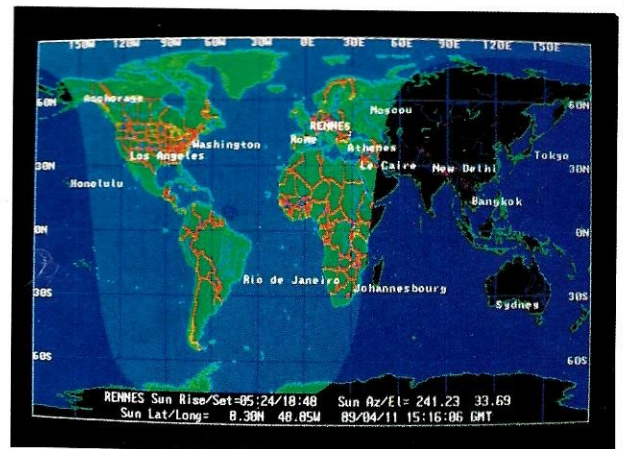 150W 120W 90W 60W 30W 0E 30E 60E 90E 120E 150E
60N Anchorage Moscou 60N
RENNES
Washington Rome Athenes Tokyo
Los Angeles
30N Le Caire New Delhi 30N
Honolulu Bangkok
0N 0N
Rio de Janeiro Johannesbourg
30S Sydney 30S
60S 60S
RENNES Sun Rise/Set=05:24/18:48 Sun Az/El= 241.23 33.69
Sun Lat/Long= 8.30N 48.85W 89/04/11 15:16:06 GMT